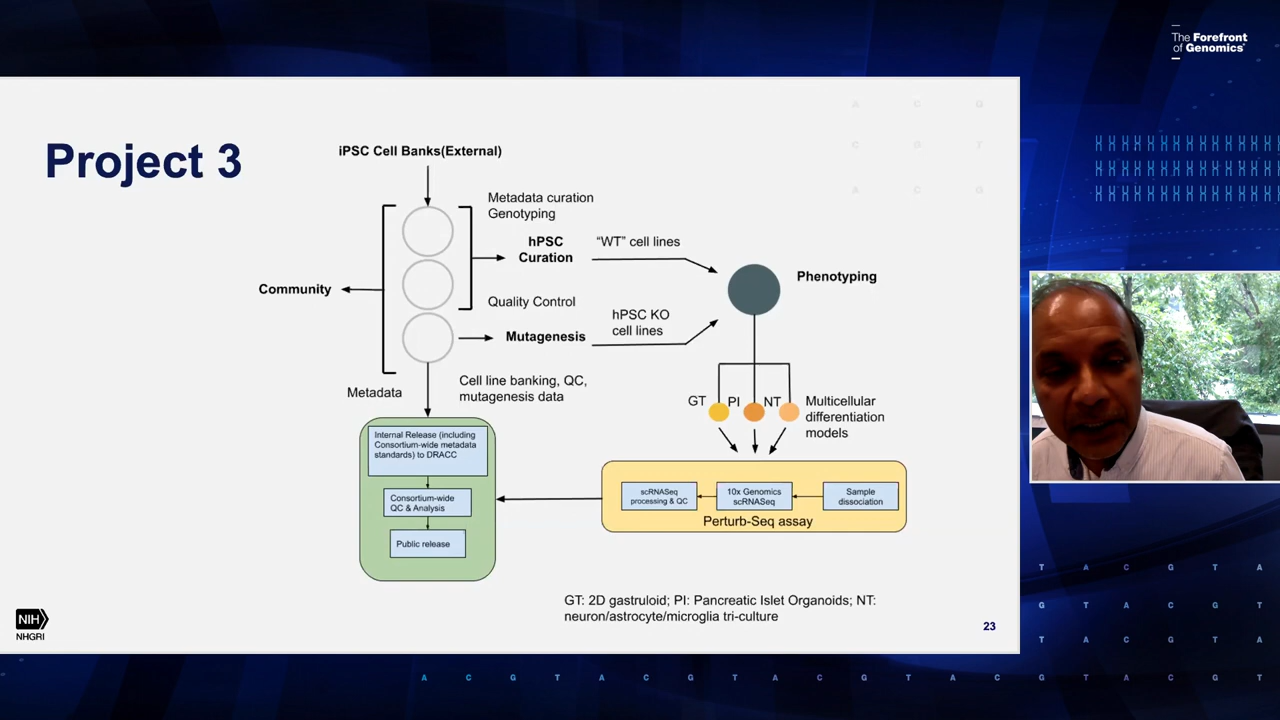 The Forefront
of Genomics®
Project 3
iPSC Cell Banks(External)
Metadata curation
Genotyping
hPSC
Curation
"WT" cell lines
Phenotyping
Community
Quality Control
Mutagenesis
hPSC KO
cell lines
Metadata
Cell line banking, QC,
mutagenesis data
GT
PI
NT
Multicellular
differentiation
models
Internal Release (including
Consortium-wide metadata
standards) to DRACC
Consortium-wide
QC & Analysis
Public release
scRNASeq
processing & QC
10x Genomics
scRNASeq
Sample
dissociation
Perturb-Seq assay
GT: 2D gastruloid; PI: Pancreatic Islet Organoids; NT:
neuron/astrocyte/microglia tri-culture
23
NIH
NHGRI
A C G
C G T
A C G
T A C G T A
G T A C G T
T A C G T A
A C G T A C G T A C G T A C G T